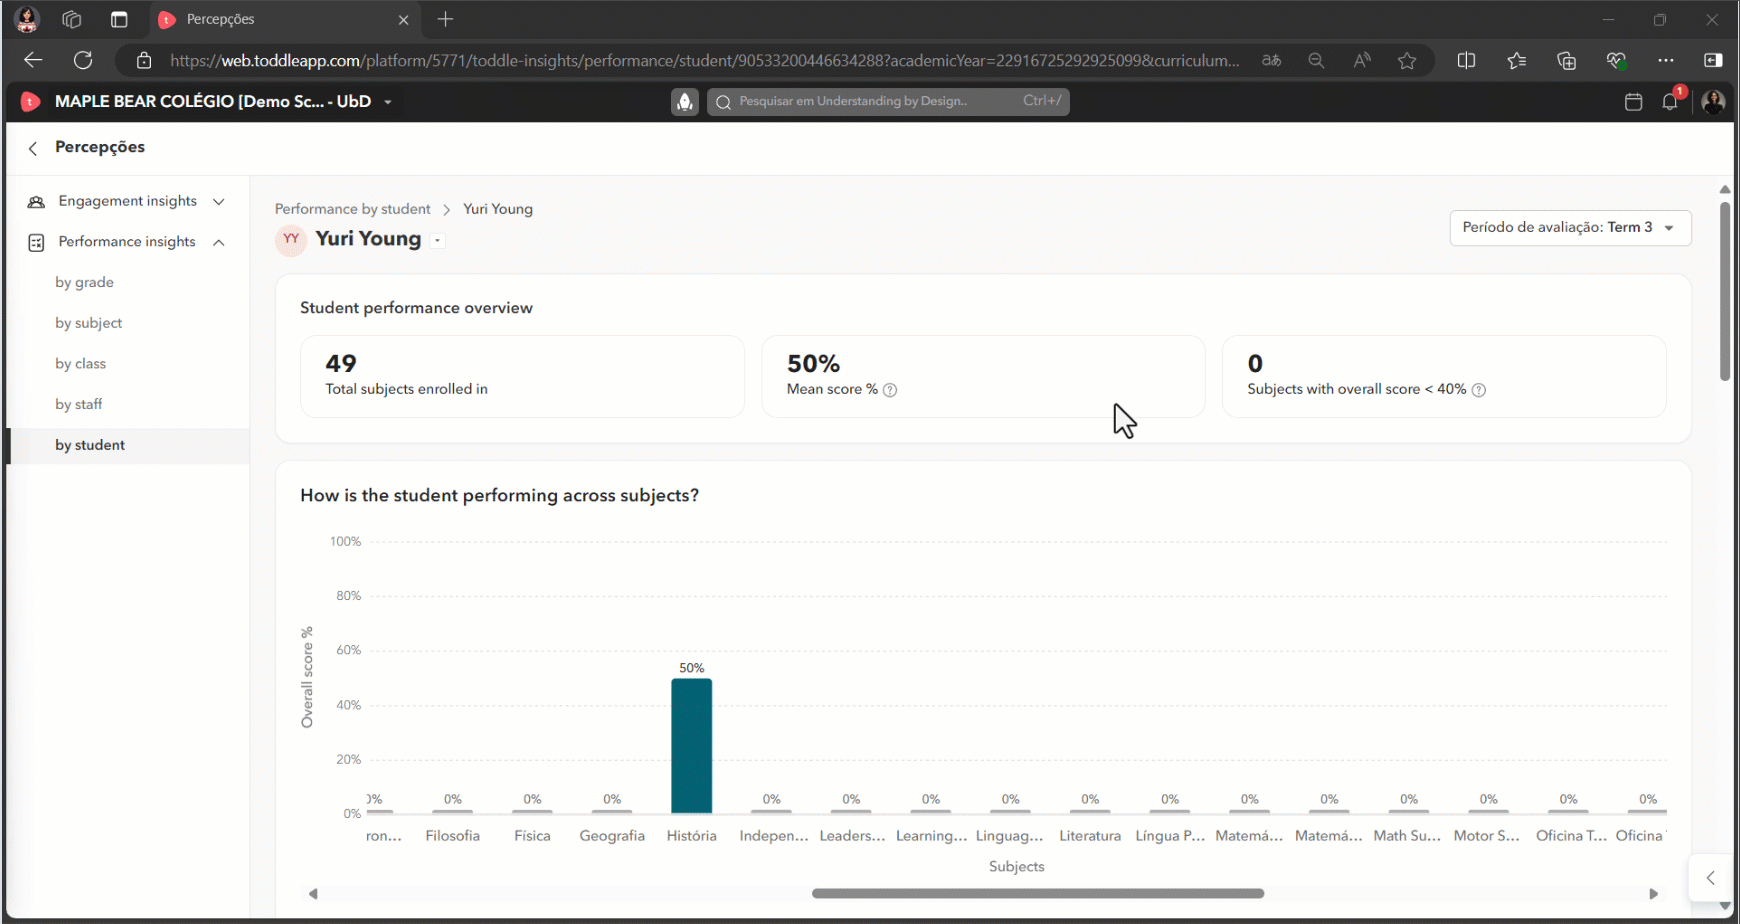 Percepções
https://web.toddleapp.com/platform/5771/toddle-insights/performance/student/90533200446634288?academicYear=22916725292925099&curriculum...
MAPLE BEAR COLÉGIO [Demo Sc... - UbD
Pesquisar em Understanding by Design..
Ctrl+/
1
Percepções
Engagement insights
Performance insights
by grade
by subject
by class
by staff
by student
Performance by student > Yuri Young
YY Yuri Young
Período de avaliação: Term 3
Student performance overview
49
Total subjects enrolled in
50%
Mean score %
0
Subjects with overall score < 40%
How is the student performing across subjects?
100%
80%
60%
40%
20%
0%
Overall score %
50%
0% 0% 0% 0% 0% 0% 0% 0% 0% 0% 0% 0% 0% 0% 0% 0%
ron... Filosofia Física Geografia História Indepen... Leaders... Learning... Linguag... Literatura Língua P... Matemá... Matemá... Math Su... Motor S... Oficina T... Oficina
Subjects